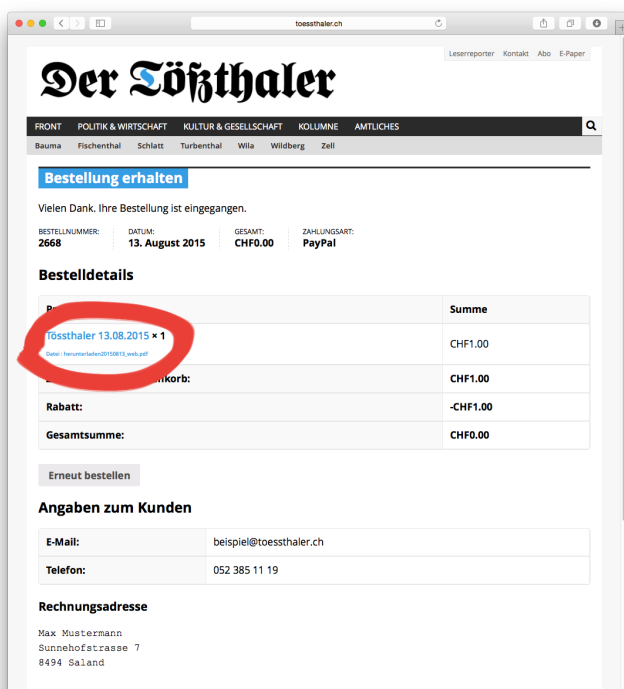 toessthaler.ch
Leserreporter Kontakt Abo E-Paper
Der Tößthaler
FRONT POLITIK & WIRTSCHAFT KULTUR & GESELLSCHAFT KOLUMNE AMTLICHES
Bauma Fischenthal Schlatt Turbenthal Wila Wildberg Zell
Bestellung erhalten
Vielen Dank. Ihre Bestellung ist eingegangen.
BESTELLNUMMER: DATUM: GESAMT: ZAHLUNGSART:
2668 13. August 2015 CHF0.00 PayPal
Bestelldetails
Summe
Tössthaler 13.08.2015 × 1 CHF1.00
Datei : herunterladen20150813_web.pdf
CHF1.00
Rabatt: -CHF1.00
Gesamtsumme: CHF0.00
Erneut bestellen
Angaben zum Kunden
E-Mail: beispiel@toessthaler.ch
Telefon: 052 385 11 19
Rechnungsadresse
Max Mustermann
Sunnehofstrasse 7
8494 Saland